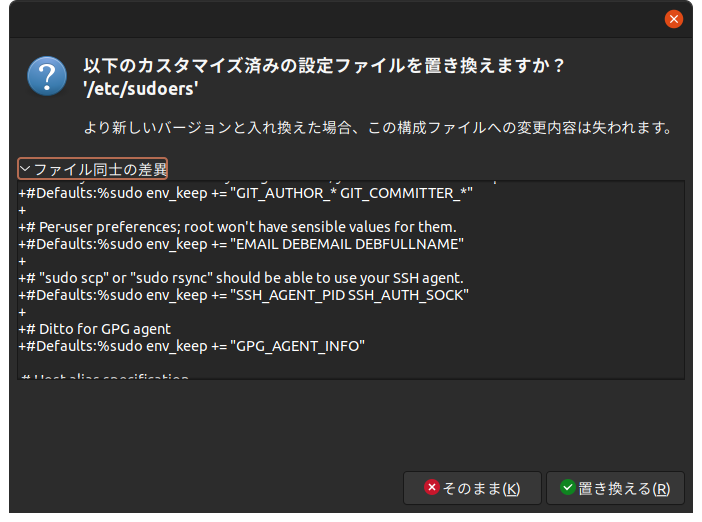 以下のカスタマイズ済みの設定ファイルを置き換えますか？
'/etc/sudoers'
より新しいバージョンと入れ換えた場合、この構成ファイルへの変更内容は失われます。
ファイル同士の差異
+#Defaults:%sudo env_keep += "GIT_AUTHOR_* GIT_COMMITTER_*"
+
+# Per-user preferences; root won't have sensible values for them.
+#Defaults:%sudo env_keep += "EMAIL DEBEMAIL DEBFULLNAME"
+
+# "sudo scp" or "sudo rsync" should be able to use your SSH agent.
+#Defaults:%sudo env_keep += "SSH_AGENT_PID SSH_AUTH_SOCK"
+
+# Ditto for GPG agent
+#Defaults:%sudo env_keep += "GPG_AGENT_INFO"
# Host alias specification
そのまま(K)
置き換える(R)